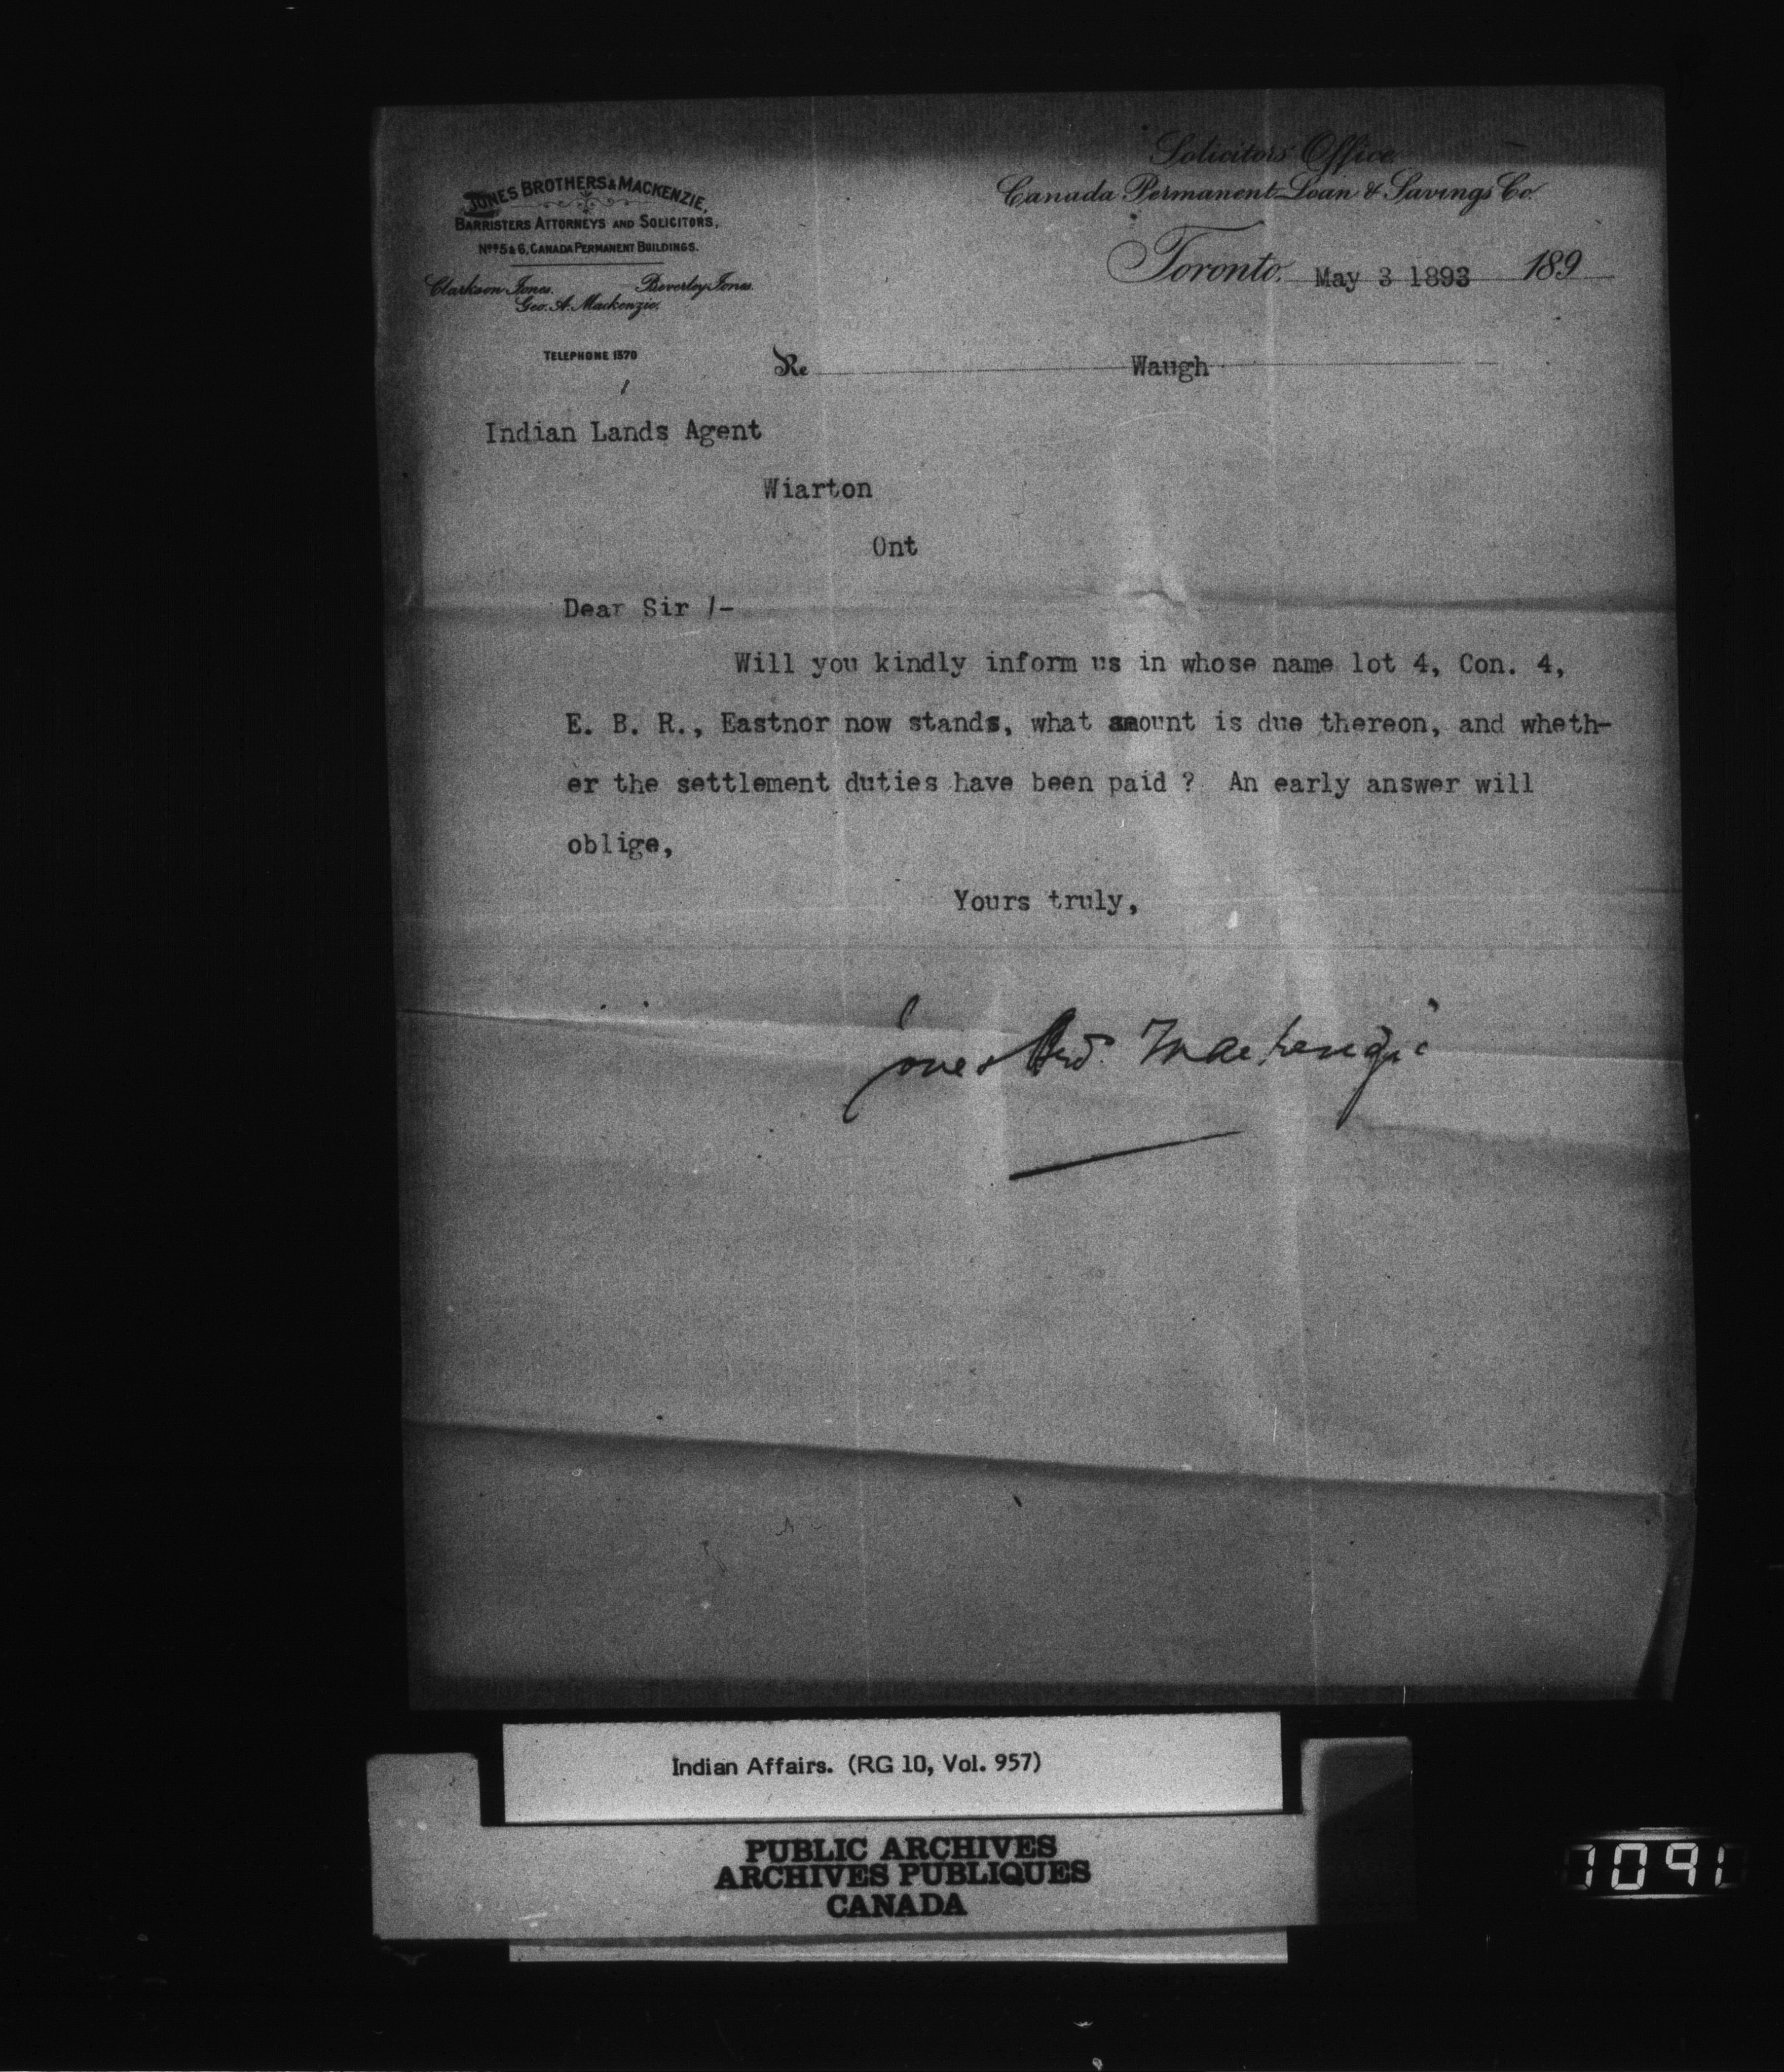 Solicitors' Office.
Canada Permanent Loan & Savings Co.
JONES BROTHERS & MACKENZIE,
BARRISTERS ATTORNEYS AND SOLICITORS,
Nos 5 & 6, CANADA PERMANENT BUILDINGS.
Clarkson Jones. Beverley Jones.
Geo. A. Mackenzie.
Toronto, May 3 1893 189
TELEPHONE 1570
Re Waugh
Indian Lands Agent
Wiarton
Ont
Dear Sir /-
Will you kindly inform us in whose name lot 4, Con. 4,
E. B. R., Eastnor now stands, what amount is due thereon, and wheth-
er the settlement duties have been paid ? An early answer will
oblige,
Yours truly,
Jones Bros. Mackenzie
Indian Affairs. (RG 10, Vol. 957)
PUBLIC ARCHIVES
ARCHIVES PUBLIQUES
CANADA
1091